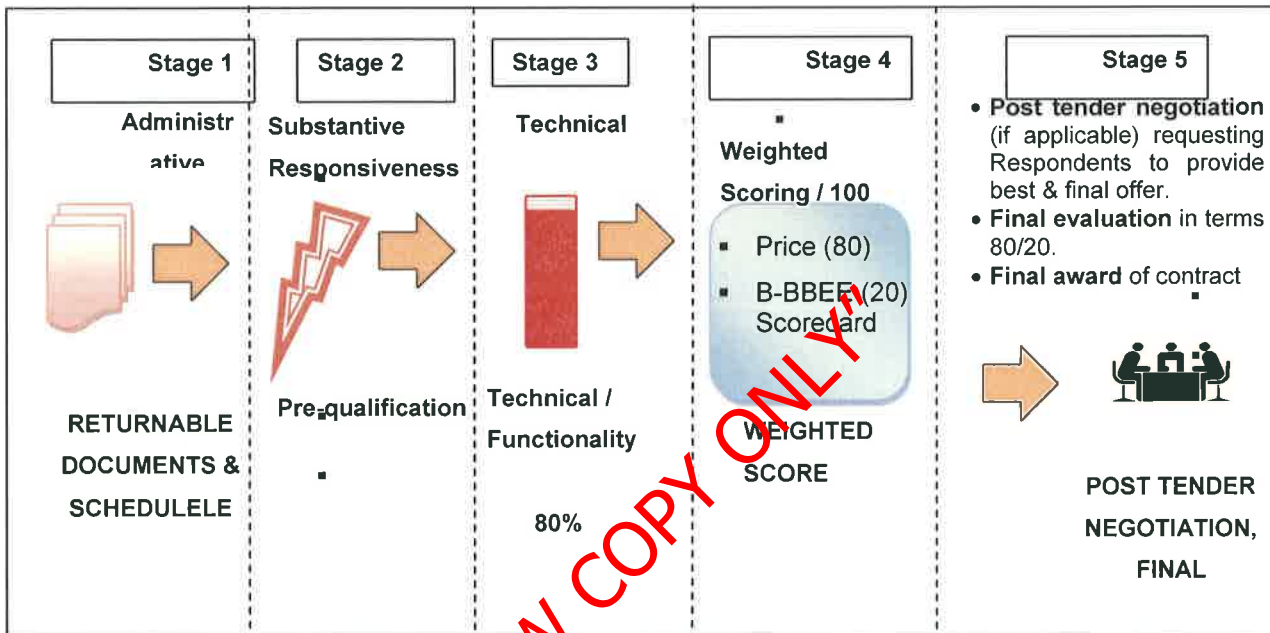 Stage 1
Administr
ative
RETURNABLE
DOCUMENTS &
SCHEDULELE
Stage 2
Substantive
Responsiveness
Pre-qualification
Stage 3
Technical
Technical /
Functionality
80%
Stage 4
Weighted
Scoring / 100
▪ Price (80)
▪ B-BBEE (20)
Scorecard
WEIGHTED
SCORE
Stage 5
• Post tender negotiation
(if applicable) requesting
Respondents to provide
best & final offer.
• Final evaluation in terms
80/20.
• Final award of contract
POST TENDER
NEGOTIATION,
FINAL
COPY ONLY"